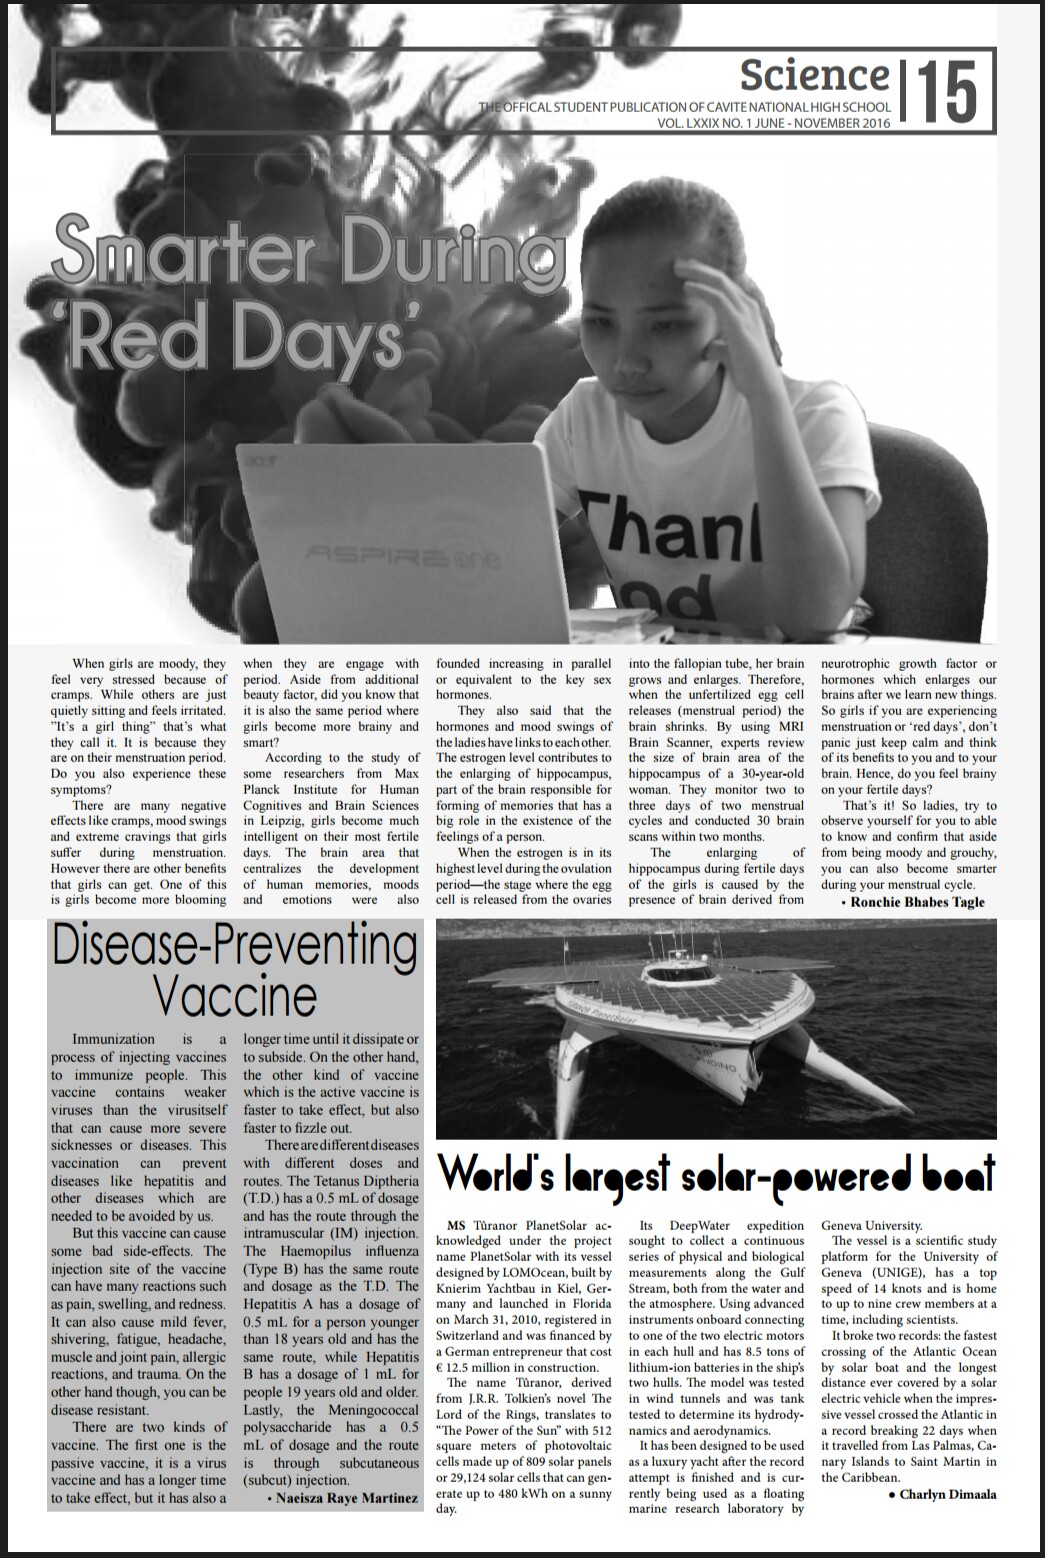 Science | 15
THE OFFICAL STUDENT PUBLICATION OF CAVITE NATIONAL HIGH SCHOOL
VOL. LXXIX NO. 1 JUNE - NOVEMBER 2016
Smarter During
‘Red Days’
acer
ASPIRE one
Than
od
When girls are moody, they
feel very stressed because of
cramps. While others are just
quietly sitting and feels irritated.
"It’s a girl thing” that’s what
they call it. It is because they
are on their menstruation period.
Do you also experience these
symptoms?
There are many negative
effects like cramps, mood swings
and extreme cravings that girls
suffer during menstruation.
However there are other benefits
that girls can get. One of this
is girls become more blooming
when they are engage with
period. Aside from additional
beauty factor, did you know that
it is also the same period where
girls become more brainy and
smart?
According to the study of
some researchers from Max
Planck Institute for Human
Cognitives and Brain Sciences
in Leipzig, girls become much
intelligent on their most fertile
days. The brain area that
centralizes the development
of human memories, moods
and emotions were also
founded increasing in parallel
or equivalent to the key sex
hormones.
They also said that the
hormones and mood swings of
the ladies have links to each other.
The estrogen level contributes to
the enlarging of hippocampus,
part of the brain responsible for
forming of memories that has a
big role in the existence of the
feelings of a person.
When the estrogen is in its
highest level during the ovulation
period—the stage where the egg
cell is released from the ovaries
into the fallopian tube, her brain
grows and enlarges. Therefore,
when the unfertilized egg cell
releases (menstrual period) the
brain shrinks. By using MRI
Brain Scanner, experts review
the size of brain area of the
hippocampus of a 30-year-old
woman. They monitor two to
three days of two menstrual
cycles and conducted 30 brain
scans within two months.
The enlarging of
hippocampus during fertile days
of the girls is caused by the
presence of brain derived from
neurotrophic growth factor or
hormones which enlarges our
brains after we learn new things.
So girls if you are experiencing
menstruation or ‘red days’, don’t
panic just keep calm and think
of its benefits to you and to your
brain. Hence, do you feel brainy
on your fertile days?
That’s it! So ladies, try to
observe yourself for you to able
to know and confirm that aside
from being moody and grouchy,
you can also become smarter
during your menstrual cycle.
• Ronchie Bhabes Tagle
Disease-Preventing
Vaccine
Immunization is a
process of injecting vaccines
to immunize people. This
vaccine contains weaker
viruses than the virusitself
that can cause more severe
sicknesses or diseases. This
vaccination can prevent
diseases like hepatitis and
other diseases which are
needed to be avoided by us.
But this vaccine can cause
some bad side-effects. The
injection site of the vaccine
can have many reactions such
as pain, swelling, and redness.
It can also cause mild fever,
shivering, fatigue, headache,
muscle and joint pain, allergic
reactions, and trauma. On the
other hand though, you can be
disease resistant.
There are two kinds of
vaccine. The first one is the
passive vaccine, it is a virus
vaccine and has a longer time
to take effect, but it has also a
longer time until it dissipate or
to subside. On the other hand,
the other kind of vaccine
which is the active vaccine is
faster to take effect, but also
faster to fizzle out.
There are different diseases
with different doses and
routes. The Tetanus Diptheria
(T.D.) has a 0.5 mL of dosage
and has the route through the
intramuscular (IM) injection.
The Haemopilus influenza
(Type B) has the same route
and dosage as the T.D. The
Hepatitis A has a dosage of
0.5 mL for a person younger
than 18 years old and has the
same route, while Hepatitis
B has a dosage of 1 mL for
people 19 years old and older.
Lastly, the Meningococcal
polysaccharide has a 0.5
mL of dosage and the route
is through subcutaneous
(subcut) injection.
• Naeisza Raye Martinez
World's largest solar-powered boat
MS Tûranor PlanetSolar ac-
knowledged under the project
name PlanetSolar with its vessel
designed by LOMOcean, built by
Knierim Yachtbau in Kiel, Ger-
many and launched in Florida
on March 31, 2010, registered in
Switzerland and was financed by
a German entrepreneur that cost
€ 12.5 million in construction.
The name Tûranor, derived
from J.R.R. Tolkien’s novel The
Lord of the Rings, translates to
“The Power of the Sun” with 512
square meters of photovoltaic
cells made up of 809 solar panels
or 29,124 solar cells that can gen-
erate up to 480 kWh on a sunny
day.
Its DeepWater expedition
sought to collect a continuous
series of physical and biological
measurements along the Gulf
Stream, both from the water and
the atmosphere. Using advanced
instruments onboard connecting
to one of the two electric motors
in each hull and has 8.5 tons of
lithium-ion batteries in the ship’s
two hulls. The model was tested
in wind tunnels and was tank
tested to determine its hydrody-
namics and aerodynamics.
It has been designed to be used
as a luxury yacht after the record
attempt is finished and is cur-
rently being used as a floating
marine research laboratory by
Geneva University.
The vessel is a scientific study
platform for the University of
Geneva (UNIGE), has a top
speed of 14 knots and is home
to up to nine crew members at a
time, including scientists.
It broke two records: the fastest
crossing of the Atlantic Ocean
by solar boat and the longest
distance ever covered by a solar
electric vehicle when the impres-
sive vessel crossed the Atlantic in
a record breaking 22 days when
it travelled from Las Palmas, Ca-
nary Islands to Saint Martin in
the Caribbean.
• Charlyn Dimaala